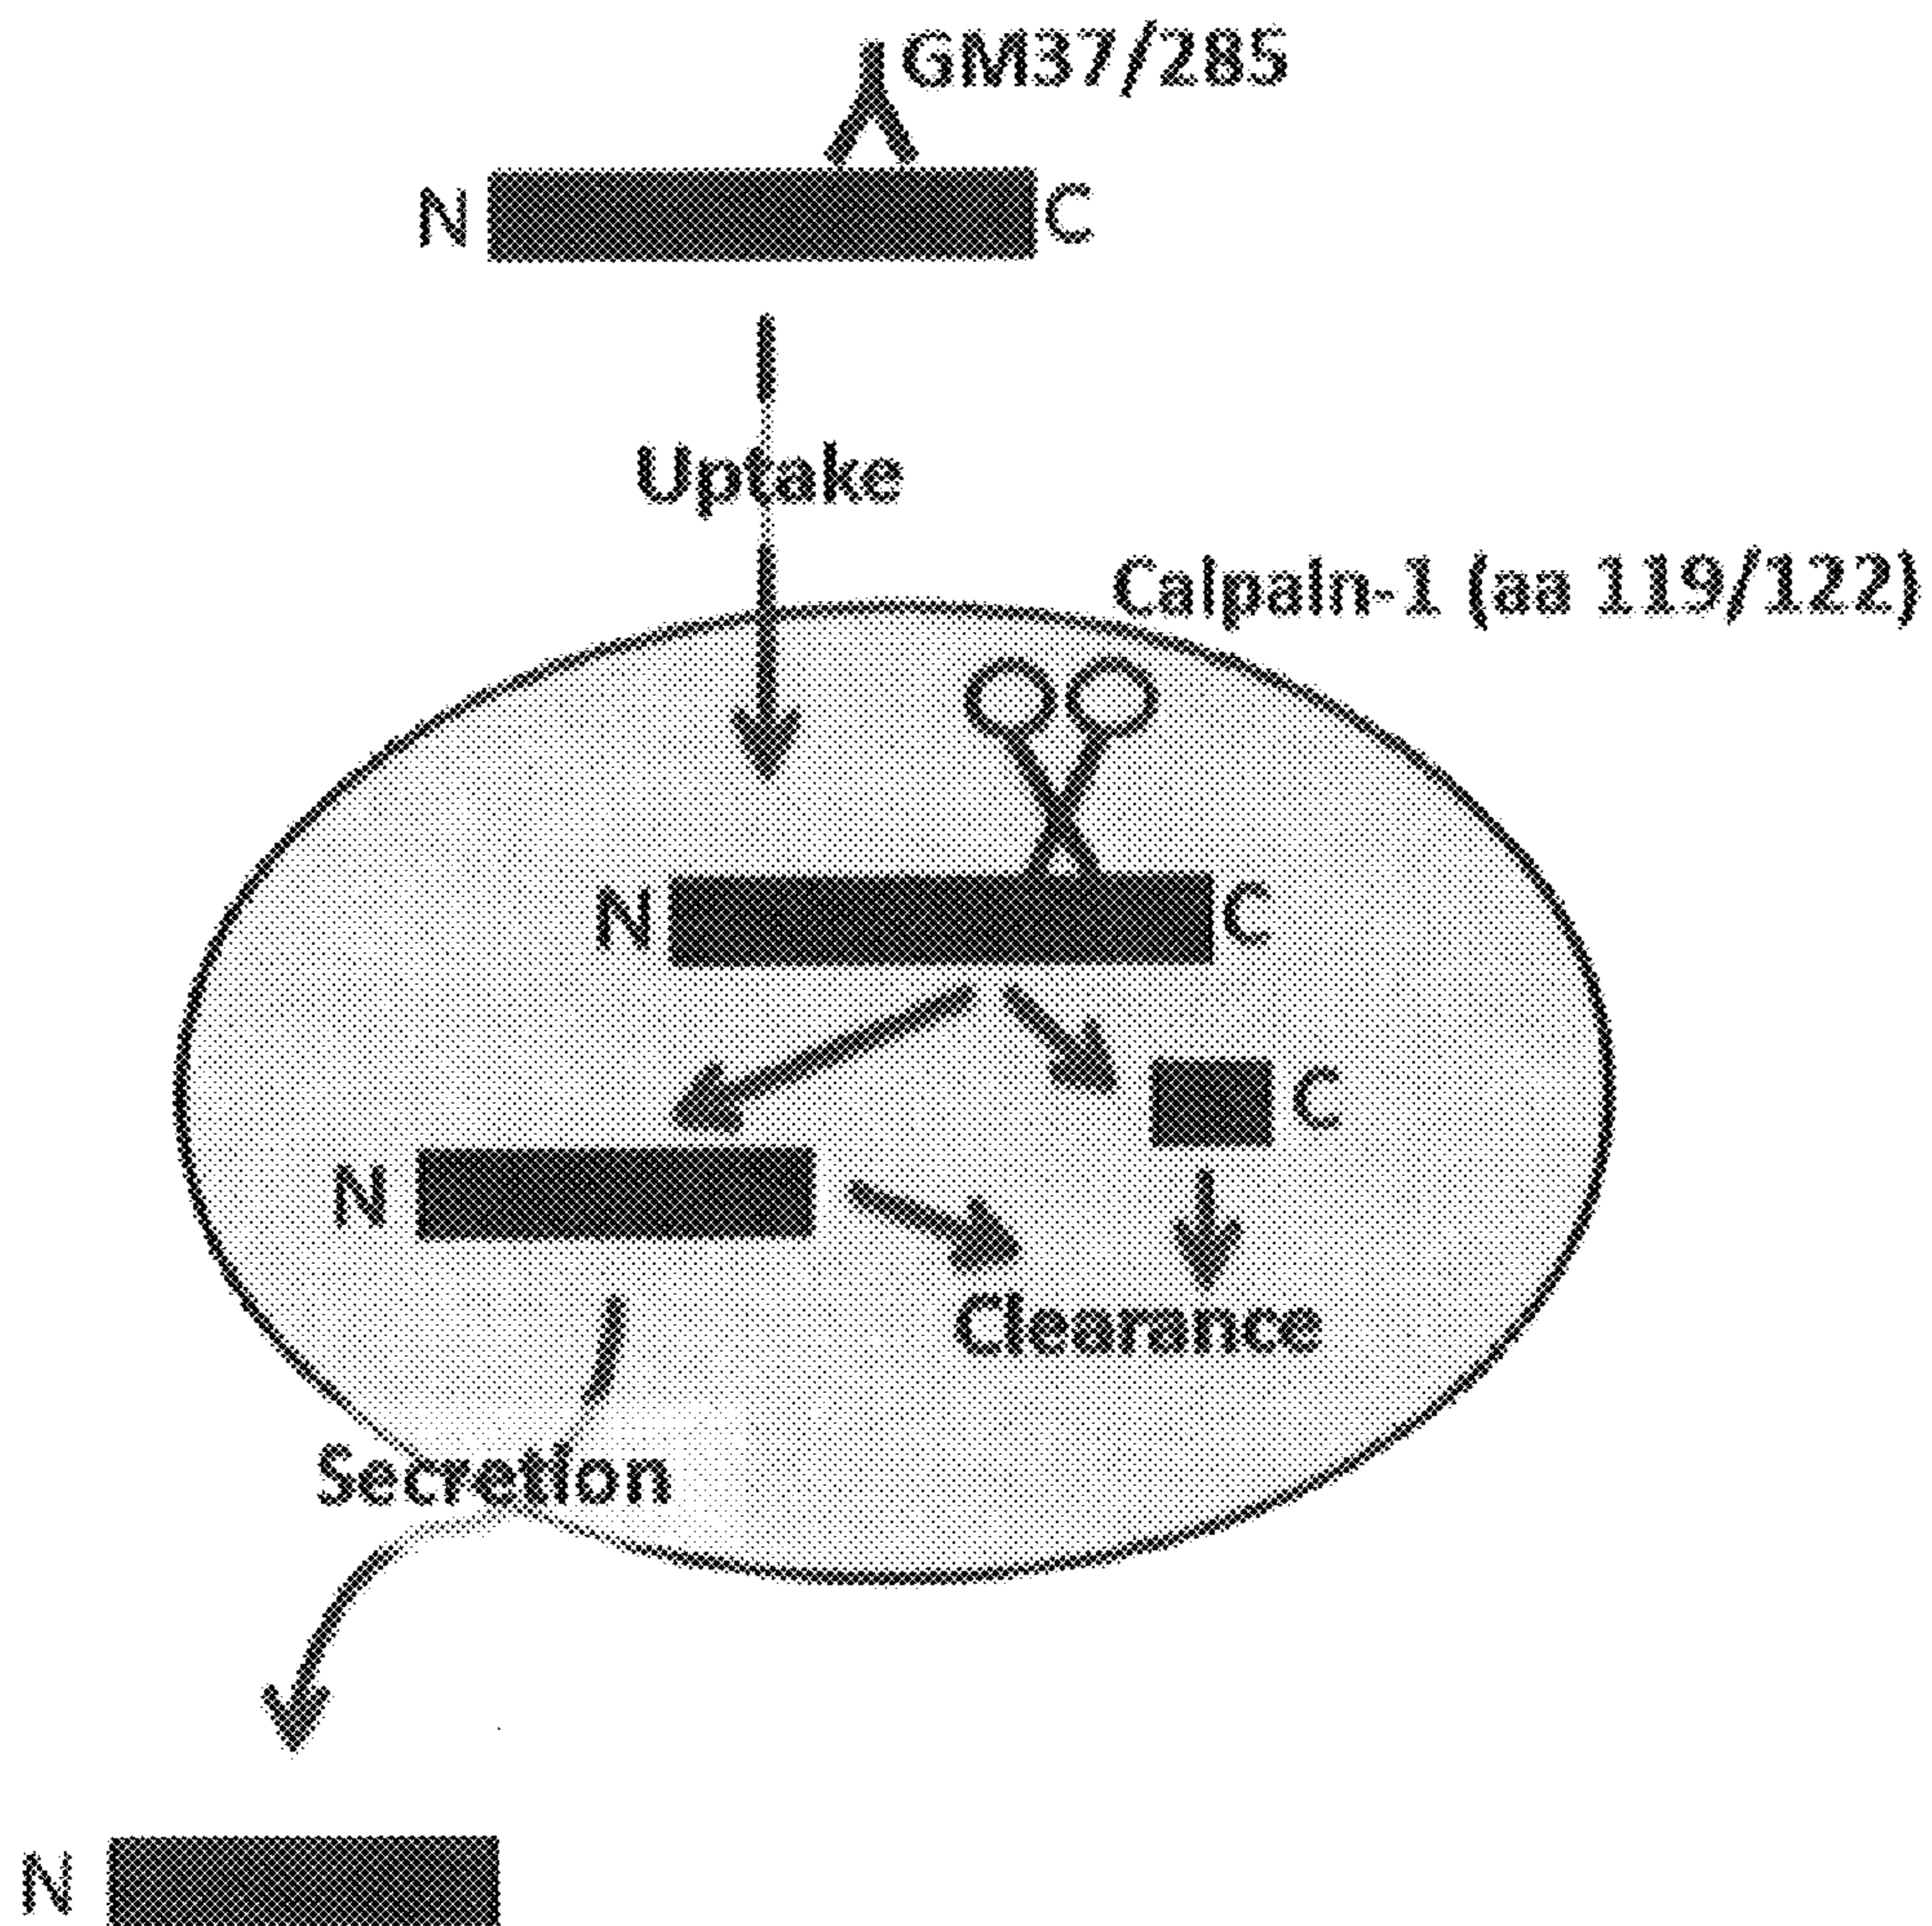 GM37/285
N C
Uptake
Calpain-1 (aa 119/122)
N C
C
N
Clearance
Secretion
N